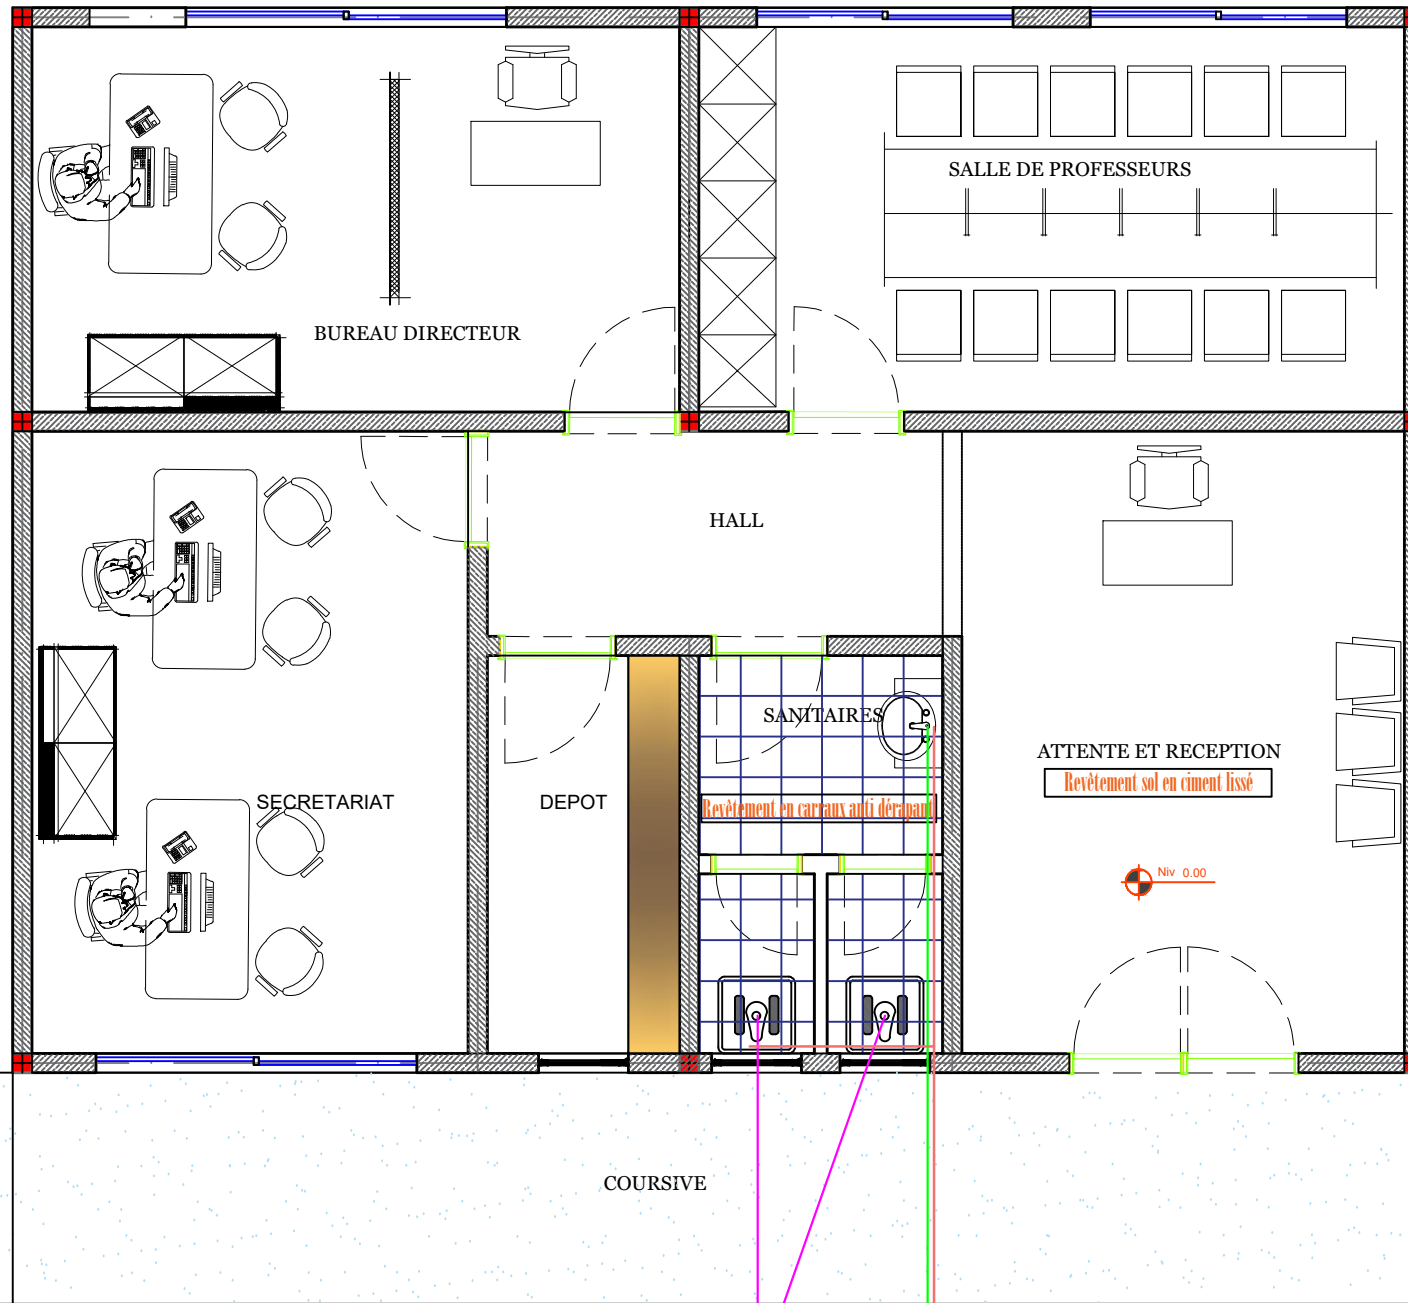 SALLE DE PROFESSEURS
BUREAU DIRECTEUR
HALL
SANITAIRES
ATTENTE ET RECEPTION
Revêtement sol en ciment lissé
SECRETARIAT
DEPOT
Revêtement en carraux anti dérapant
Niv 0.00
COURSIVE